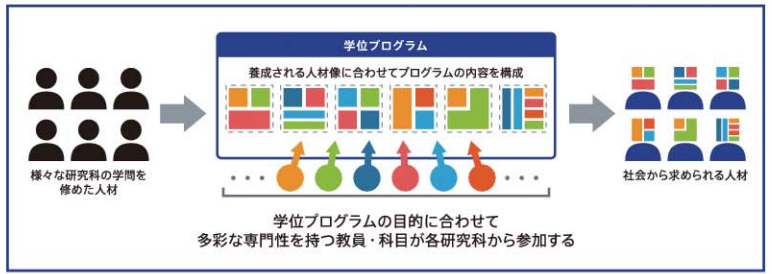 学位プログラム
養成される人材像に合わせてプログラムの内容を構成
様々な研究科の学問を
修めた人材
社会から求められる人材
学位プログラムの目的に合わせて
多彩な専門性を持つ教員・科目が各研究科から参加する